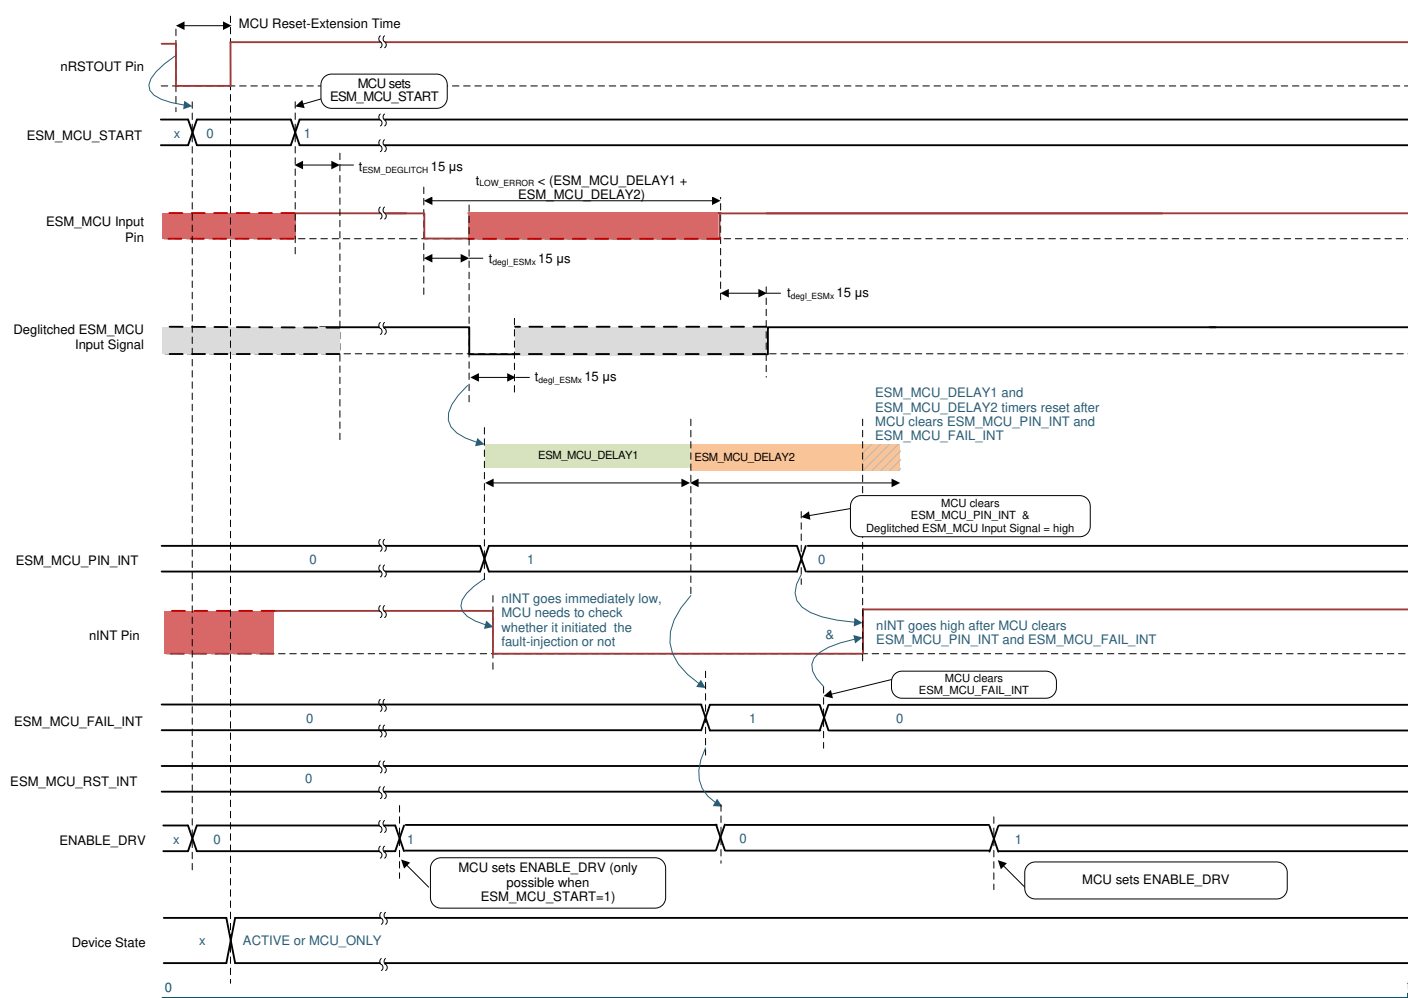 MCU Reset-Extension Time
nRSTOUT Pin
MCU sets
ESM_MCU_START
ESM_MCU_START
x
0
1
tESM_DEGLITCH 15 µs
tLOW_ERROR < (ESM_MCU_DELAY1 +
ESM_MCU_DELAY2)
ESM_MCU Input
Pin
tdegl_ESMx 15 µs
tdegl_ESMx 15 µs
Deglitched ESM_MCU
Input Signal
tdegl_ESMx 15 µs
ESM_MCU_DELAY1 and
ESM_MCU_DELAY2 timers reset after
MCU clears ESM_MCU_PIN_INT and
ESM_MCU_FAIL_INT
ESM_MCU_DELAY1
ESM_MCU_DELAY2
MCU clears
ESM_MCU_PIN_INT &
Deglitched ESM_MCU Input Signal = high
ESM_MCU_PIN_INT
0
1
0
nINT goes immediately low,
MCU needs to check
whether it initiated the
fault-injection or not
nINT Pin
&
nINT goes high after MCU clears
ESM_MCU_PIN_INT and ESM_MCU_FAIL_INT
MCU clears
ESM_MCU_FAIL_INT
ESM_MCU_FAIL_INT
0
1
0
ESM_MCU_RST_INT
0
ENABLE_DRV
x
0
1
0
1
MCU sets ENABLE_DRV (only
possible when
ESM_MCU_START=1)
MCU sets ENABLE_DRV
Device State
x
ACTIVE or MCU_ONLY
0